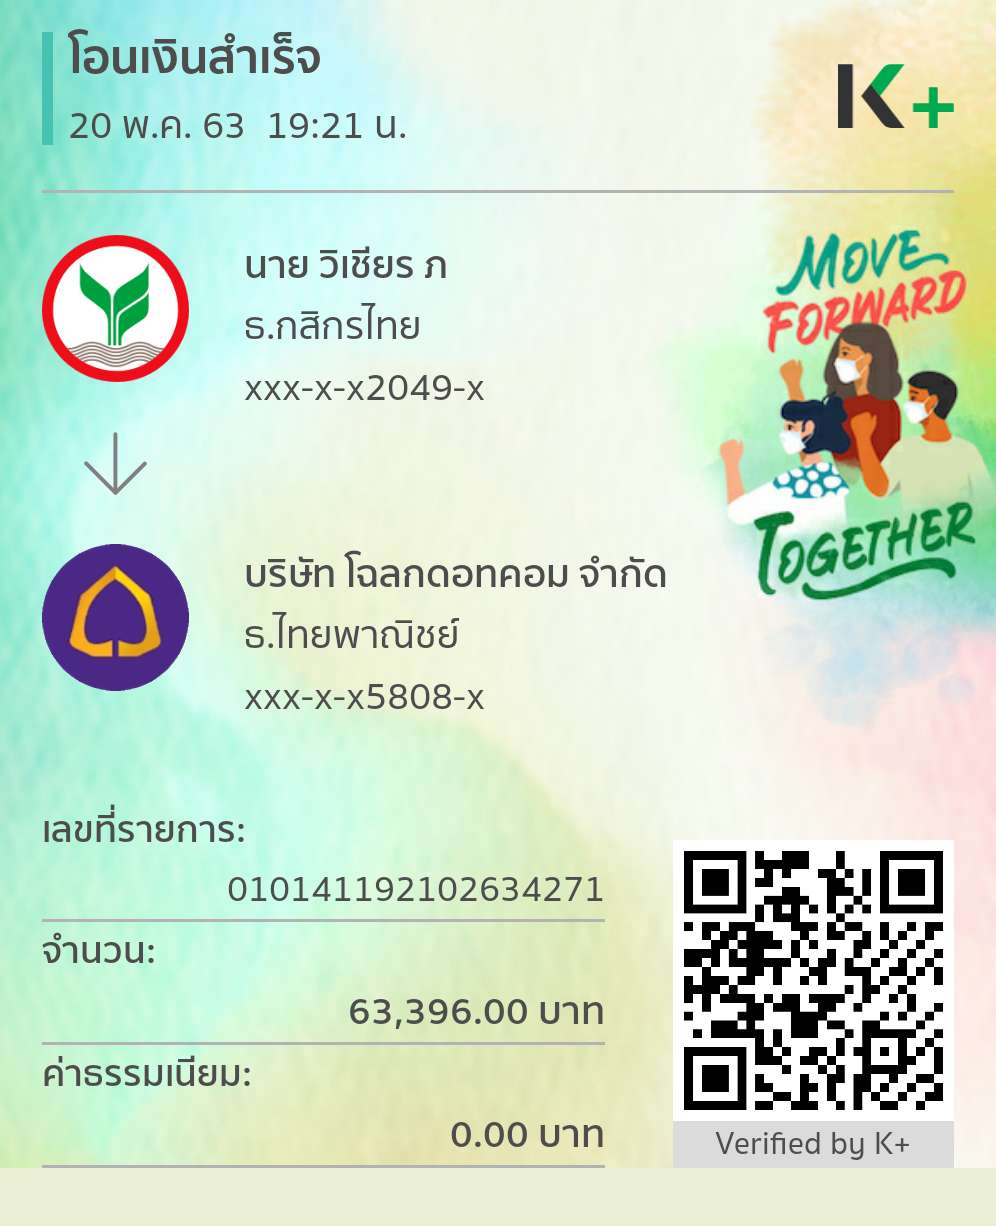 โอนเงินสำเร็จ
20 พ.ค. 63 19:21 น.
K+
นาย วิเชียร ภ
ธ.กสิกรไทย
xxx-x-x2049-x
MOVE
FORWARD
TOGETHER
บริษัท โฉลกดอทคอม จำกัด
ธ.ไทยพาณิชย์
xxx-x-x5808-x
เลขที่รายการ:
010141192102634271
จำนวน:
63,396.00 บาท
ค่าธรรมเนียม:
0.00 บาท
Verified by K+